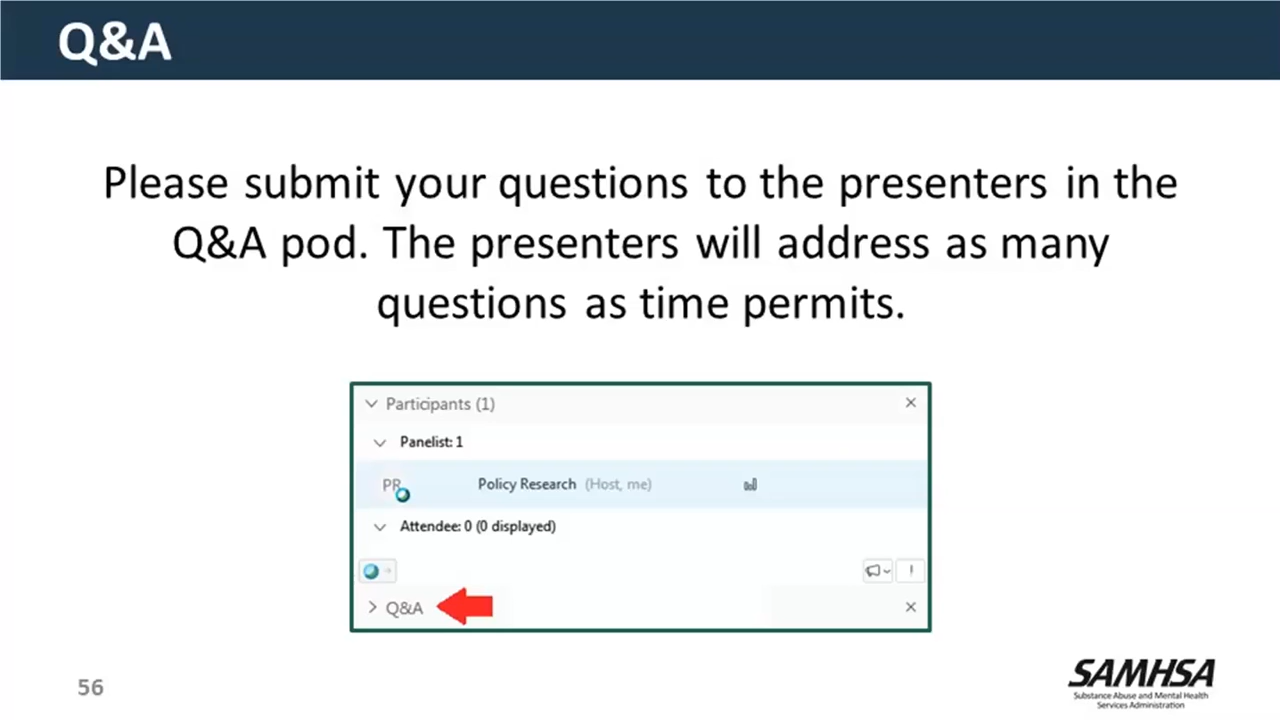 Q&A
Please submit your questions to the presenters in the
Q&A pod. The presenters will address as many
questions as time permits.
Participants (1)
Panelist: 1
PR Policy Research (Host, me)
Attendee: 0 (0 displayed)
Q&A
56
SAMHSA
Substance Abuse and Mental Health
Services Administration